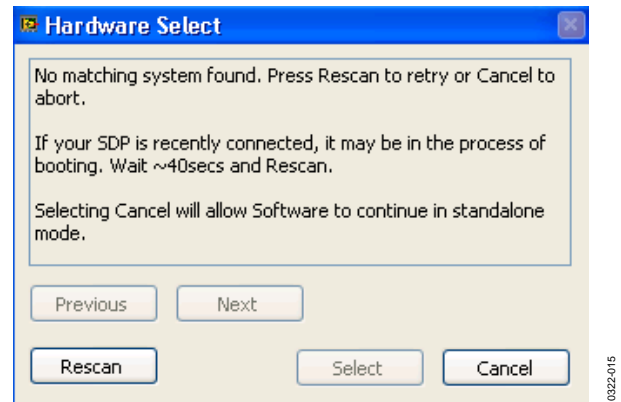 Hardware Select
No matching system found. Press Rescan to retry or Cancel to
abort.
If your SDP is recently connected, it may be in the process of
booting. Wait ~40secs and Rescan.
Selecting Cancel will allow Software to continue in standalone
mode.
Previous Next
Rescan Select Cancel
0322-015